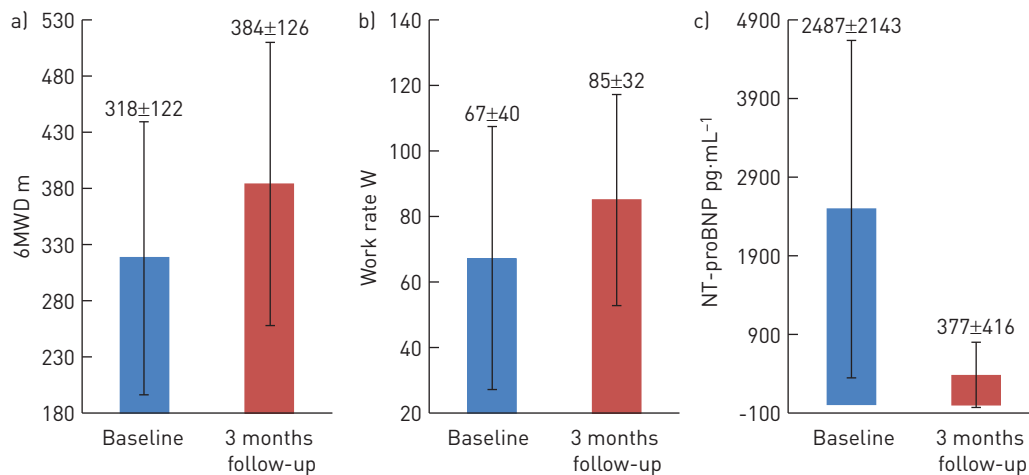 a)
6MWD m
530
480
430
380
330
280
230
180
318±122
384±126
Baseline
3 months
follow-up
b)
Work rate W
140
120
100
80
60
40
20
67±40
85±32
Baseline
3 months
follow-up
c)
NT-proBNP pg·mL⁻¹
4900
3900
2900
1900
900
-100
2487±2143
377±416
Baseline
3 months
follow-up